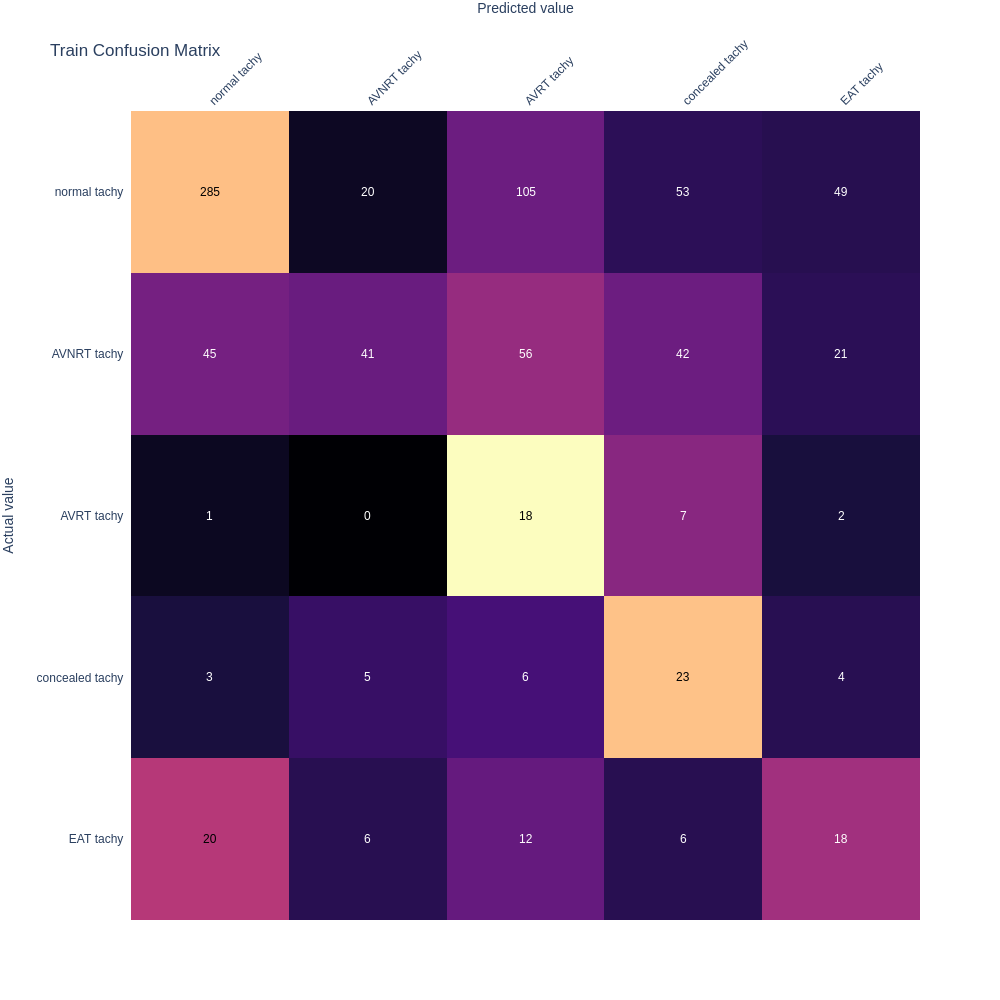 Predicted value
Train Confusion Matrix
normal tachy AVNRT tachy AVRT tachy concealed tachy EAT tachy
normal tachy 285 20 105 53 49
AVNRT tachy 45 41 56 42 21
AVRT tachy 1 0 18 7 2
Actual value
concealed tachy 3 5 6 23 4
EAT tachy 20 6 12 6 18